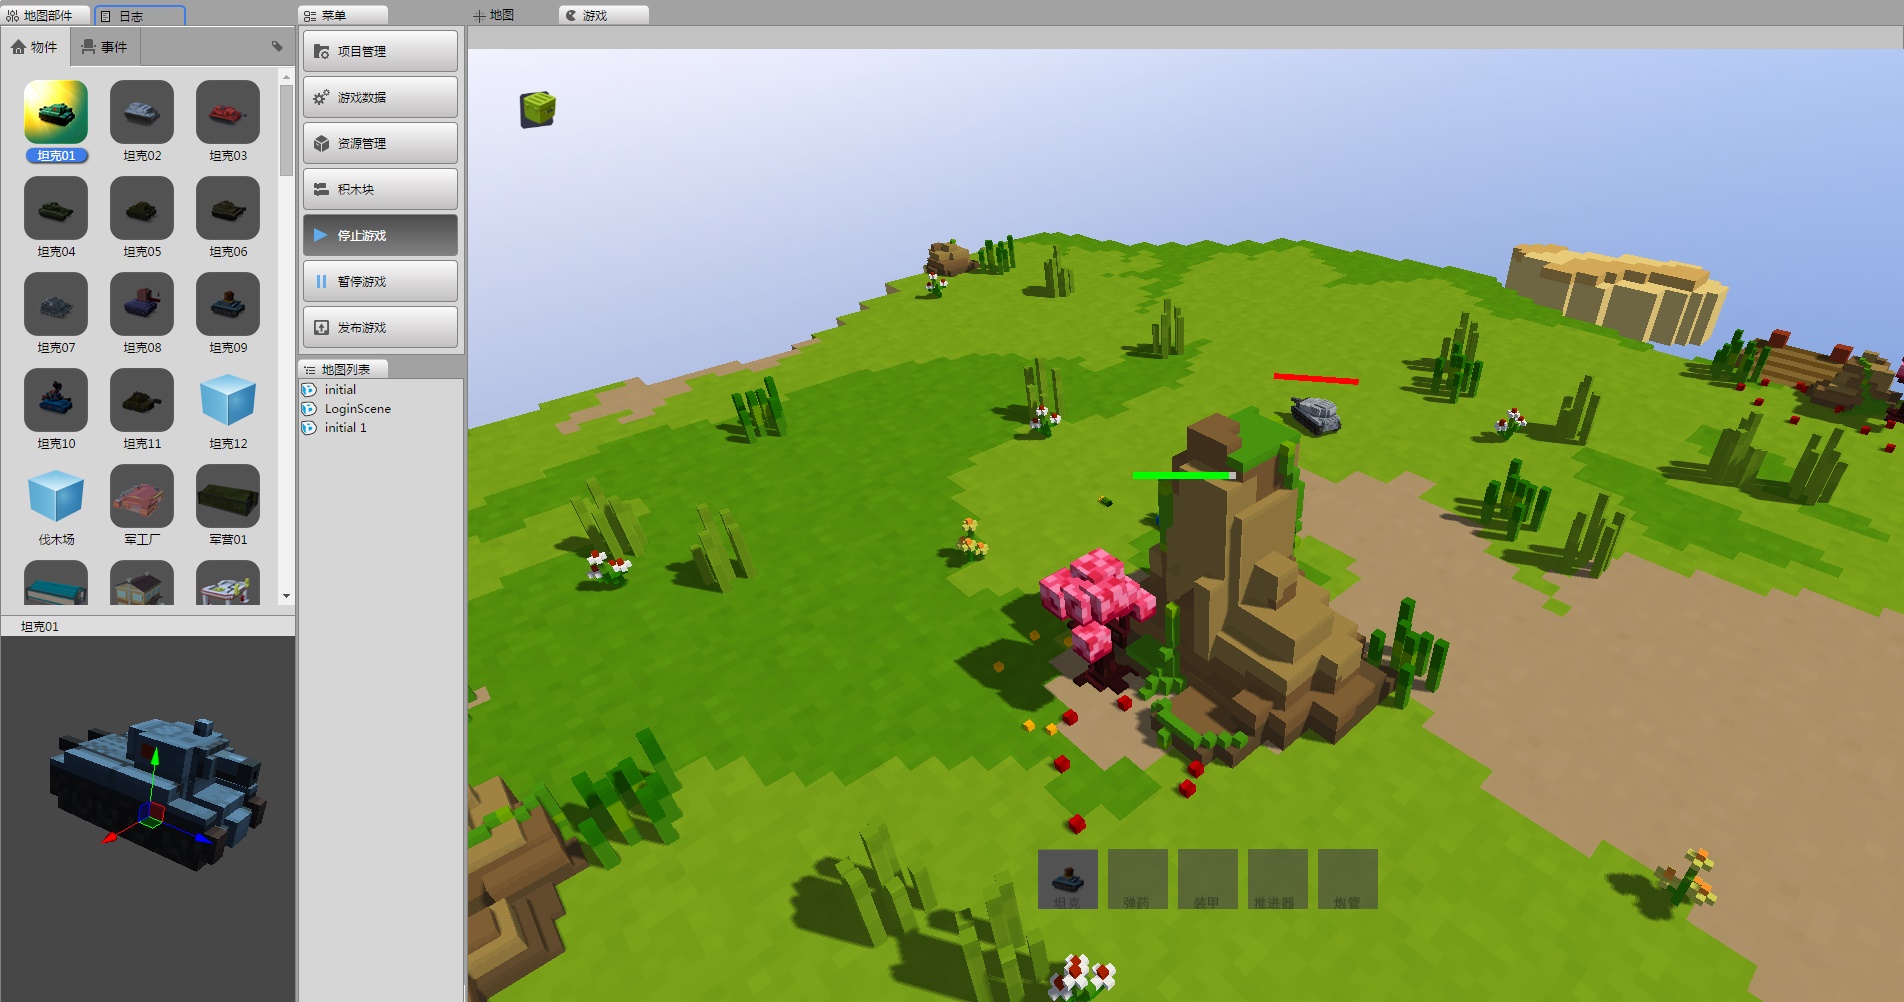 地图部件
日志
物件
事件
坦克01
坦克02
坦克03
坦克04
坦克05
坦克06
坦克07
坦克08
坦克09
坦克10
坦克11
坦克12
伐木场
军工厂
军营01
坦克01
菜单
项目管理
游戏数据
资源管理
积木块
停止游戏
暂停游戏
发布游戏
地图列表
initial
LoginScene
initial 1
地图
游戏
坦克
弹药
装甲
推进器
炮管